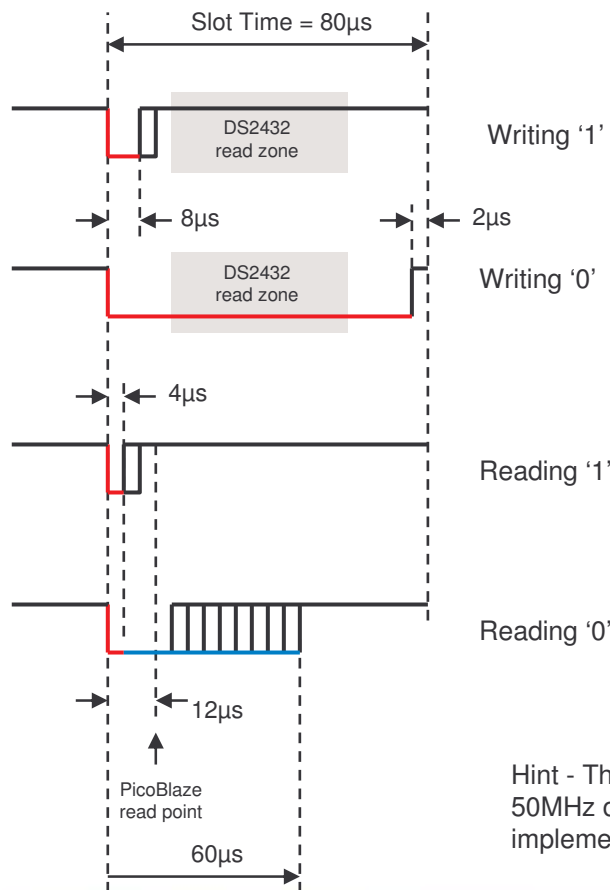 Slot Time = 80µs
DS2432
read zone
Writing ‘1’
8µs
2µs
DS2432
read zone
Writing ‘0’
4µs
Reading ‘1’
Reading ‘0’
12µs
PicoBlaze
read point
60µs
Hint - Th
50MHz
impleme